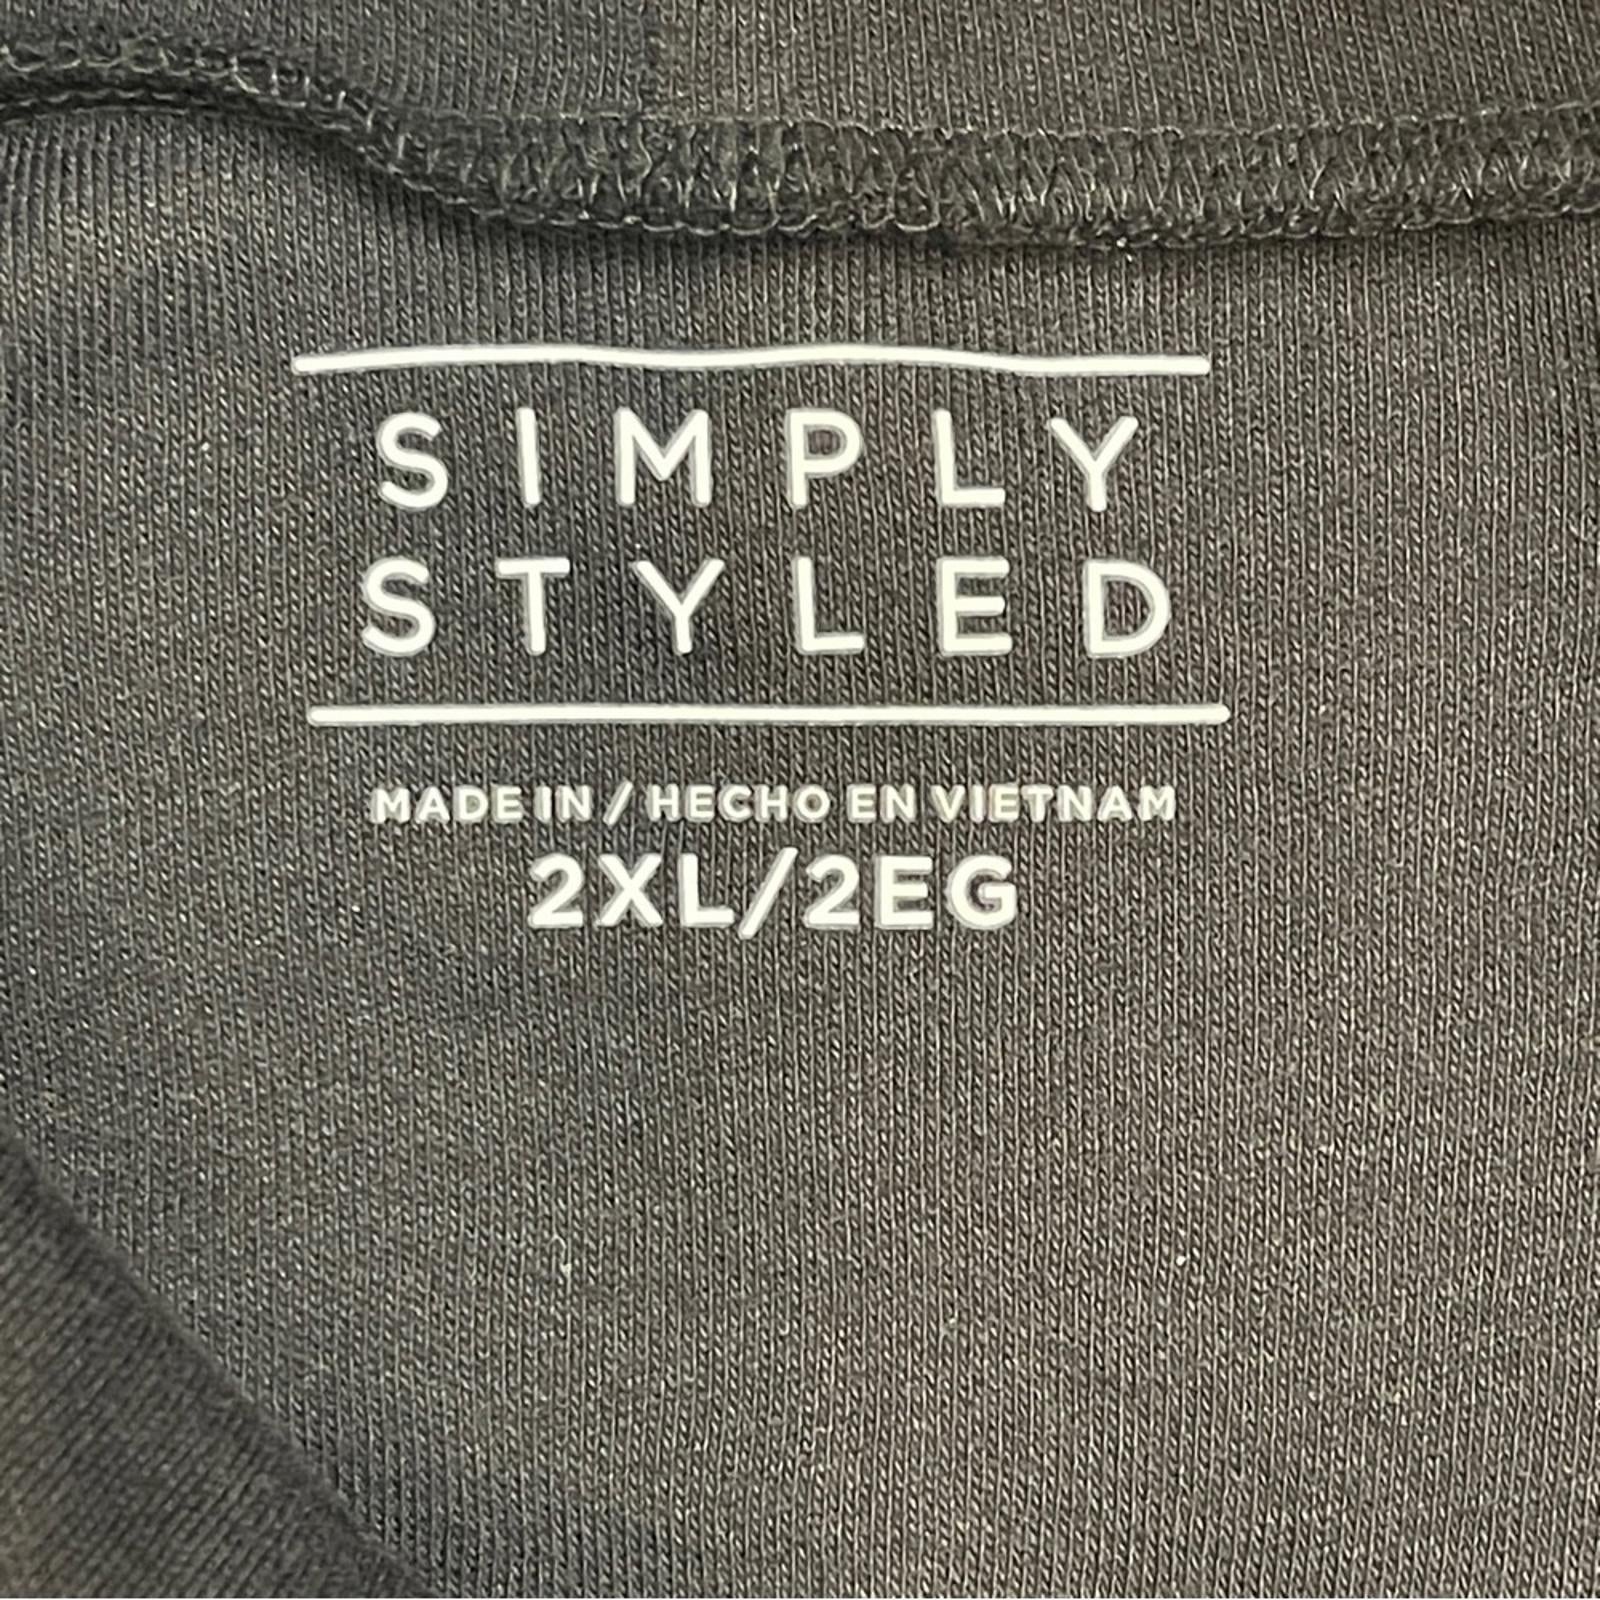 SIMPLY
STYLED
MADE IN / HECHO EN VIETNAM
2XL/2EG